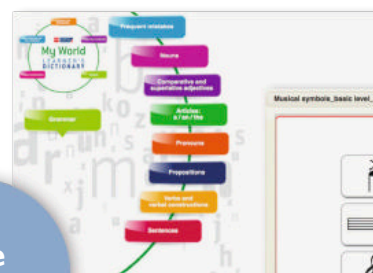 Frequent mistakes
My World
LEARNER'S
DICTIONARY
Nouns
Comparative and
superlative adjectives
Grammar
Articles:
a / an / the
Pronouns
Prepositions
Verbs and
verbal constructions
Sentences
Musical symbols_basic level_
e